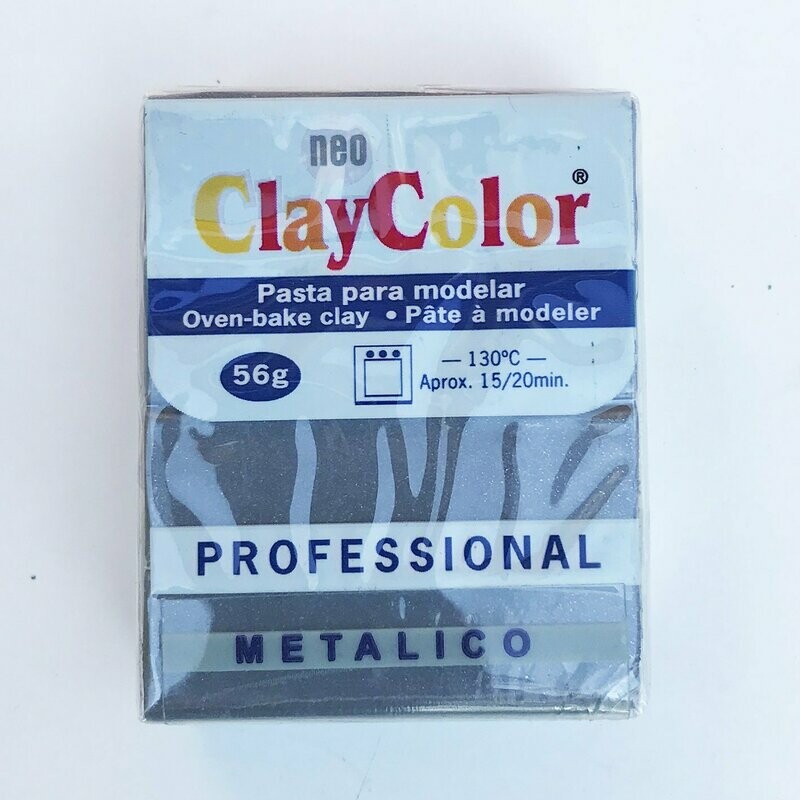 neo
ClayColor®
Pasta para modelar
Oven-bake clay • Pâte à modeler
56g
— 130ºC —
Aprox. 15/20min.
PROFESSIONAL
METALICO